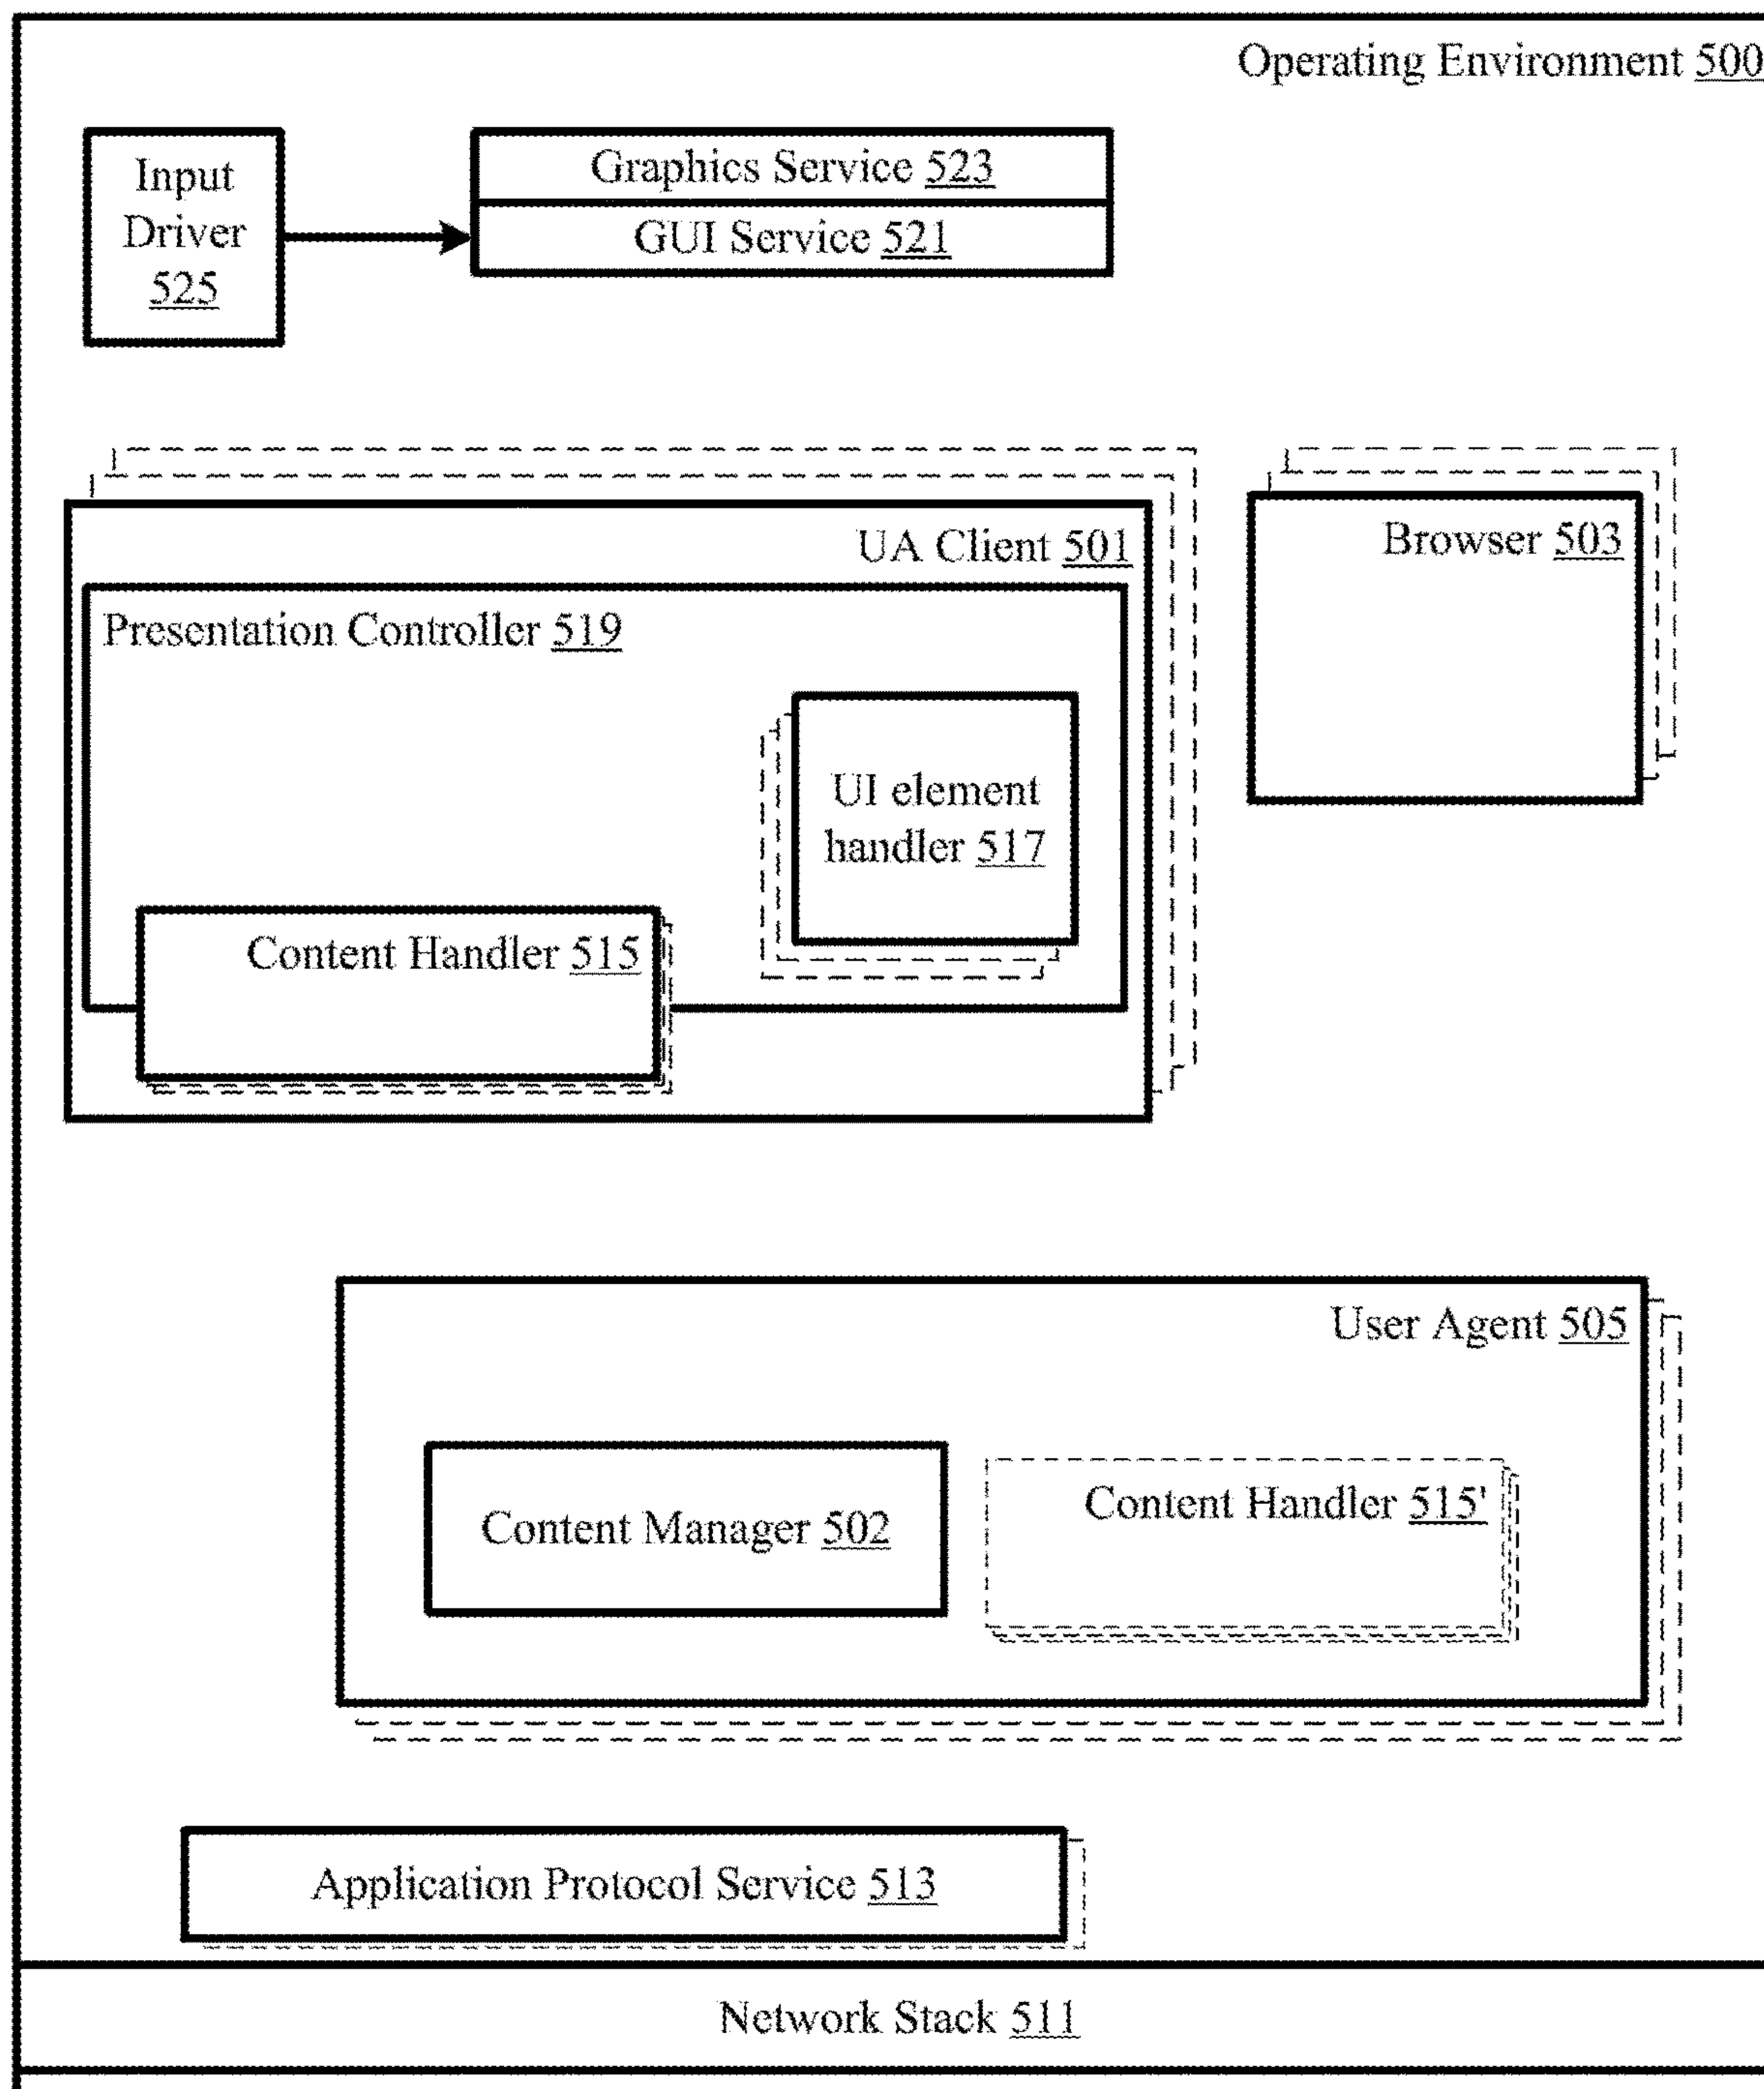 Operating Environment 500
Input
Driver
525
Graphics Service 523
GUI Service 521
UA Client 501
Browser 503
Presentation Controller 519
UI element
handler 517
Content Handler 515
User Agent 505
Content Manager 502
Content Handler 515'
Application Protocol Service 513
Network Stack 511